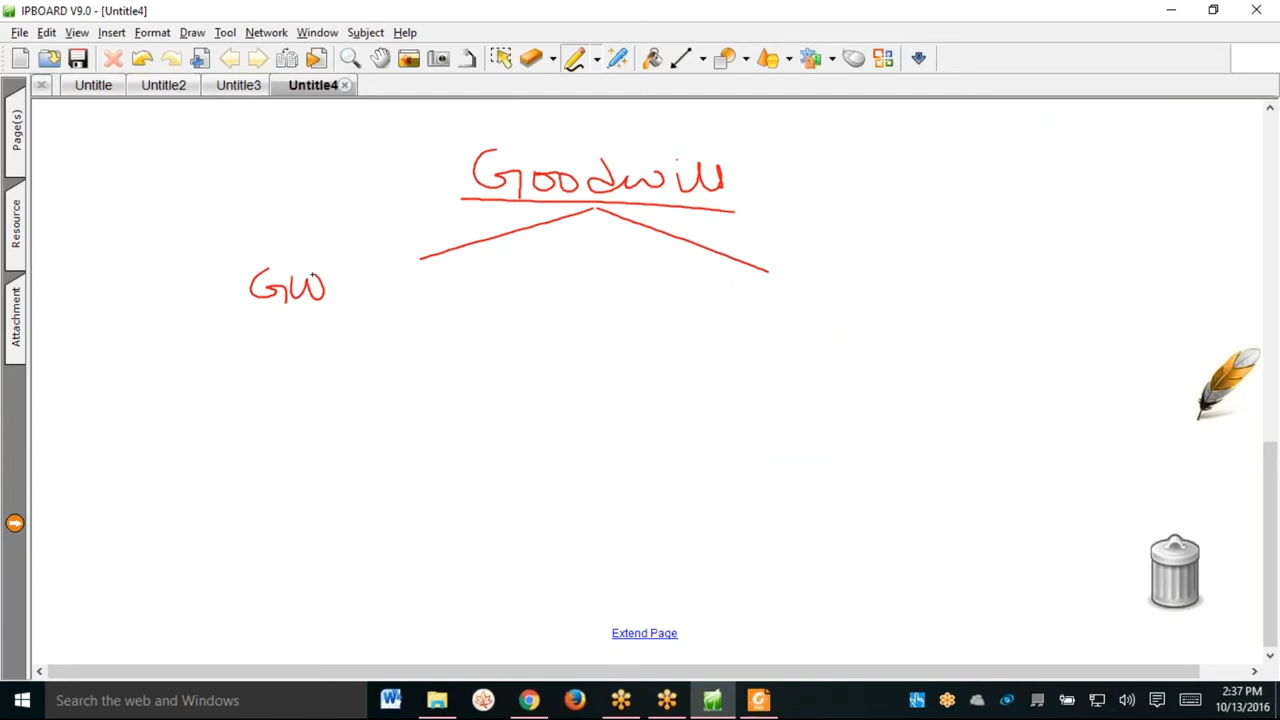 IPBOARD V9.0 - [Untitle4]
File Edit View Insert Format Draw Tool Network Window Subject Help
Untitle Untitle2 Untitle3 Untitle4
Page(s)
Resource
Attachment
Goodwill
GW
Extend Page
Search the web and Windows
2:37 PM
10/13/2016